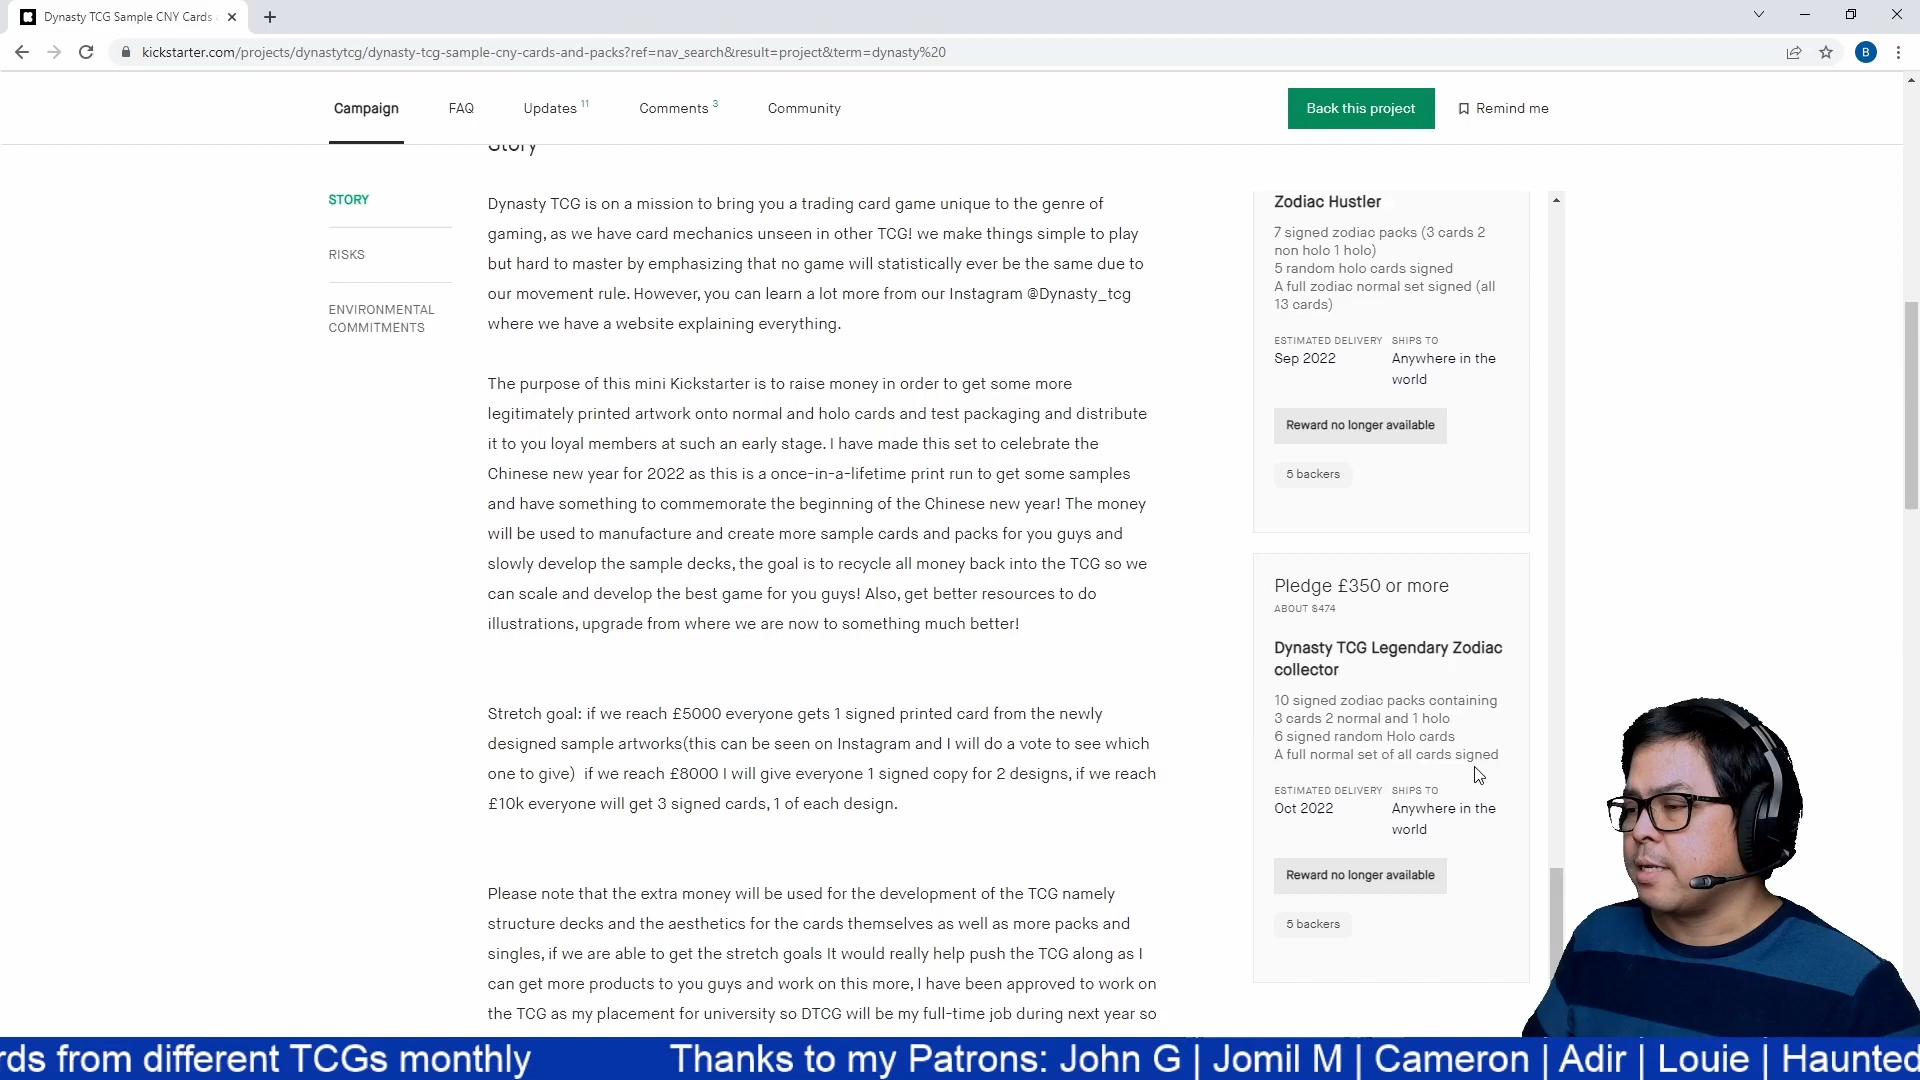 Dynasty TCG Sample CNY Cards
kickstarter.com/projects/dynastytcg/dynasty-tcg-sample-cny-cards-and-packs?ref=nav_search&result=project&term=dynasty%20
B
Campaign
FAQ
Updates 11
Comments 3
Community
Back this project
Remind me
Story
STORY
RISKS
ENVIRONMENTAL
COMMITMENTS
Dynasty TCG is on a mission to bring you a trading card game unique to the genre of
gaming, as we have card mechanics unseen in other TCG! we make things simple to play
but hard to master by emphasizing that no game will statistically ever be the same due to
our movement rule. However, you can learn a lot more from our Instagram @Dynasty_tcg
where we have a website explaining everything.
The purpose of this mini Kickstarter is to raise money in order to get some more
legitimately printed artwork onto normal and holo cards and test packaging and distribute
it to you loyal members at such an early stage. I have made this set to celebrate the
Chinese new year for 2022 as this is a once-in-a-lifetime print run to get some samples
and have something to commemorate the beginning of the Chinese new year! The money
will be used to manufacture and create more sample cards and packs for you guys and
slowly develop the sample decks, the goal is to recycle all money back into the TCG so we
can scale and develop the best game for you guys! Also, get better resources to do
illustrations, upgrade from where we are now to something much better!
Stretch goal: if we reach £5000 everyone gets 1 signed printed card from the newly
designed sample artworks(this can be seen on Instagram and I will do a vote to see which
one to give)  if we reach £8000 I will give everyone 1 signed copy for 2 designs, if we reach
£10k everyone will get 3 signed cards, 1 of each design.
Please note that the extra money will be used for the development of the TCG namely
structure decks and the aesthetics for the cards themselves as well as more packs and
singles, if we are able to get the stretch goals It would really help push the TCG along as I
can get more products to you guys and work on this more, I have been approved to work on
the TCG as my placement for university so DTCG will be my full-time job during next year so
Zodiac Hustler
7 signed zodiac packs (3 cards 2
non holo 1 holo)
5 random holo cards signed
A full zodiac normal set signed (all
13 cards)
ESTIMATED DELIVERY
Sep 2022
SHIPS TO
Anywhere in the
world
Reward no longer available
5 backers
Pledge £350 or more
ABOUT $474
Dynasty TCG Legendary Zodiac
collector
10 signed zodiac packs containing
3 cards 2 normal and 1 holo
6 signed random Holo cards
A full normal set of all cards signed
ESTIMATED DELIVERY
Oct 2022
SHIPS TO
Anywhere in the
world
Reward no longer available
5 backers
rds from different TCGs monthly Thanks to my Patrons: John G | Jomil M | Cameron | Adir | Louie | Haunted